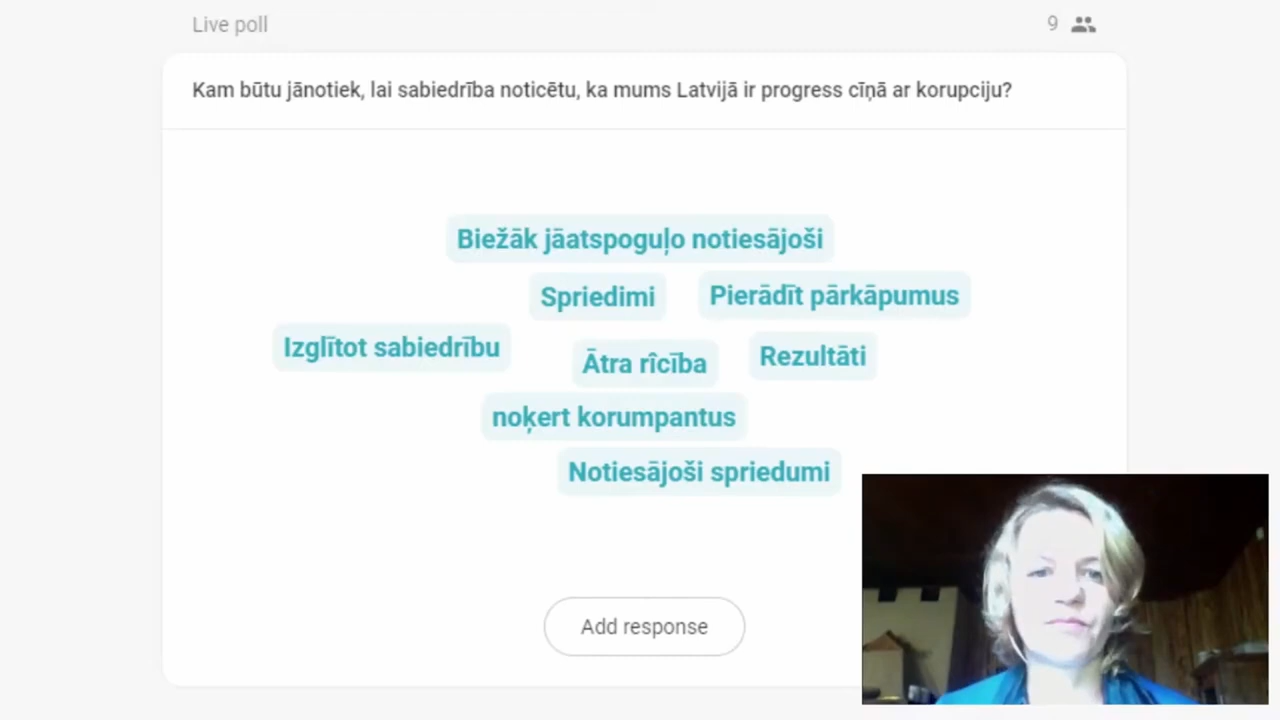 Live poll
9
Kam būtu jānotiek, lai sabiedrība noticētu, ka mums Latvijā ir progress cīņā ar korupciju?
Biežāk jāatspoguļo notiesājoši
Spriedimi
Pierādīt pārkāpumus
Izglītot sabiedrību
Ātra rîcība
Rezultāti
noķert korumpantus
Notiesājoši spriedumi
Add response